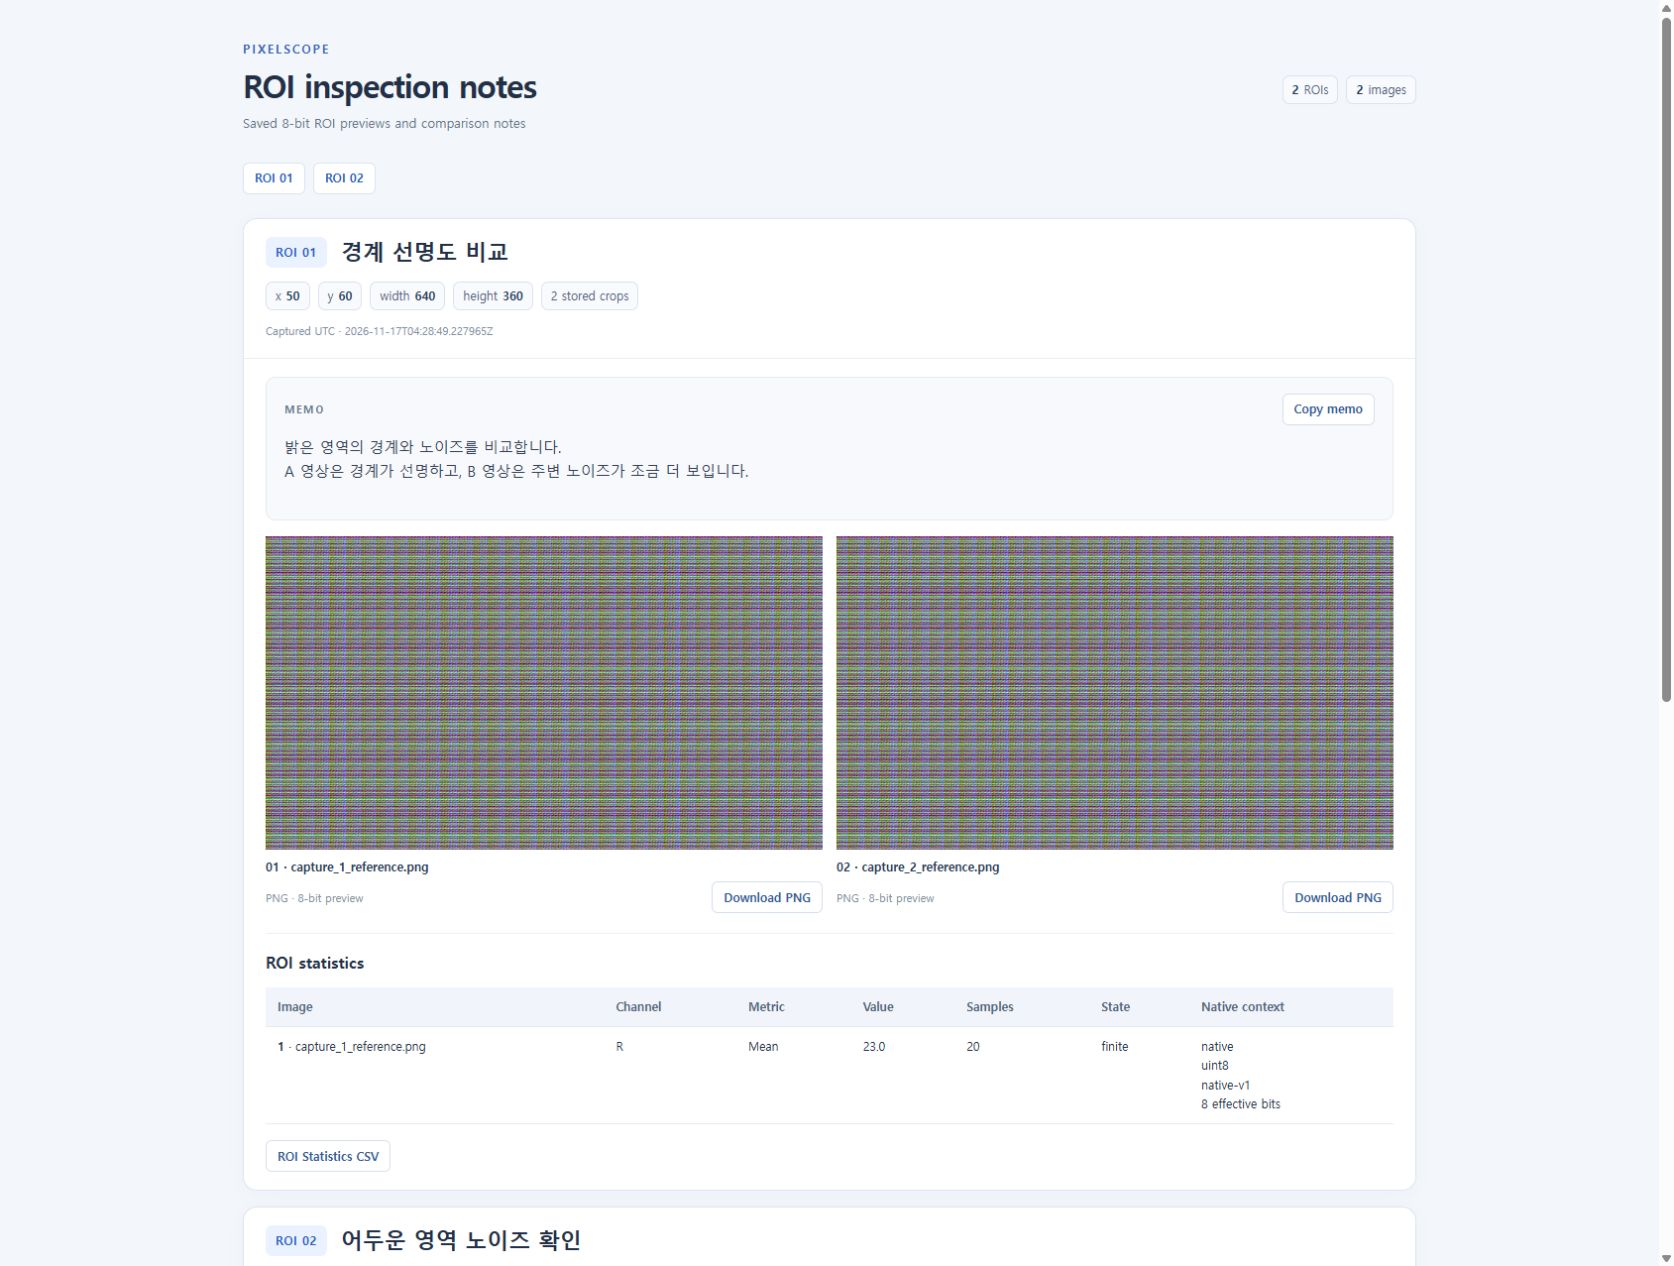 PIXELSCOPE
ROI inspection notes
2 ROIs
2 images
Saved 8-bit ROI previews and comparison notes
ROI 01
ROI 02
ROI 01
경계 선명도 비교
x 50
y 60
width 640
height 360
2 stored crops
Captured UTC · 2026-11-17T04:28:49.227965Z
MEMO
Copy memo
밝은 영역의 경계와 노이즈를 비교합니다.
A 영상은 경계가 선명하고, B 영상은 주변 노이즈가 조금 더 보입니다.
01 · capture_1_reference.png
PNG · 8-bit preview
Download PNG
02 · capture_2_reference.png
PNG · 8-bit preview
Download PNG
ROI statistics
Image Channel Metric Value Samples State Native context
1 · capture_1_reference.png R Mean 23.0 20 finite native
uint8
native-v1
8 effective bits
ROI Statistics CSV
ROI 02
어두운 영역 노이즈 확인